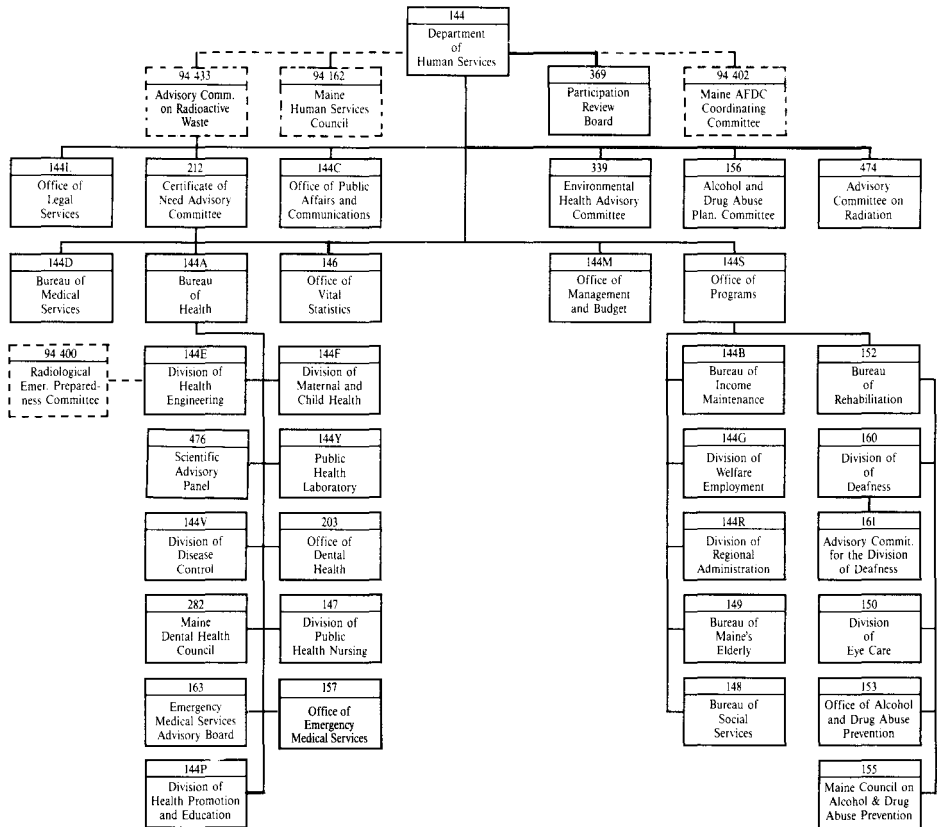 144
Department
of
Human Services
94 433
Advisory Comm.
on Radioactive
Waste
94 162
Maine
Human Services
Council
369
Participation
Review
Board
94 402
Maine AFDC
Coordinating
Committee
144L
Office of
Legal
Services
212
Certificate of
Need Advisory
Committee
144C
Office of Public
Affairs and
Communications
339
Environmental
Health Advisory
Committee
156
Alcohol and
Drug Abuse
Plan. Committee
474
Advisory
Committee on
Radiation
144D
Bureau of
Medical
Services
144A
Bureau
of
Health
146
Office of
Vital
Statistics
144M
Office of
Management
and Budget
144S
Office of
Programs
94 400
Radiological
Emer. Prepared-
ness Committee
144E
Division of
Health
Engineering
144F
Division of
Maternal and
Child Health
144B
Bureau of
Income
Maintenance
152
Bureau
of
Rehabilitation
476
Scientific
Advisory
Panel
144Y
Public
Health
Laboratory
144G
Division of
Welfare
Employment
160
Division of
of
Deafness
144V
Division of
Disease
Control
203
Office of
Dental
Health
144R
Division of
Regional
Administration
161
Advisory Commit.
for the Division
of Deafness
282
Maine
Dental Health
Council
147
Division of
Public
Health Nursing
149
Bureau of
Maine's
Elderly
150
Division
of
Eye Care
163
Emergency
Medical Services
Advisory Board
157
Office of
Emergency
Medical Services
148
Bureau of
Social
Services
153
Office of Alcohol
and Drug Abuse
Prevention
144P
Division of
Health Promotion
and Education
155
Maine Council on
Alcohol & Drug
Abuse Prevention